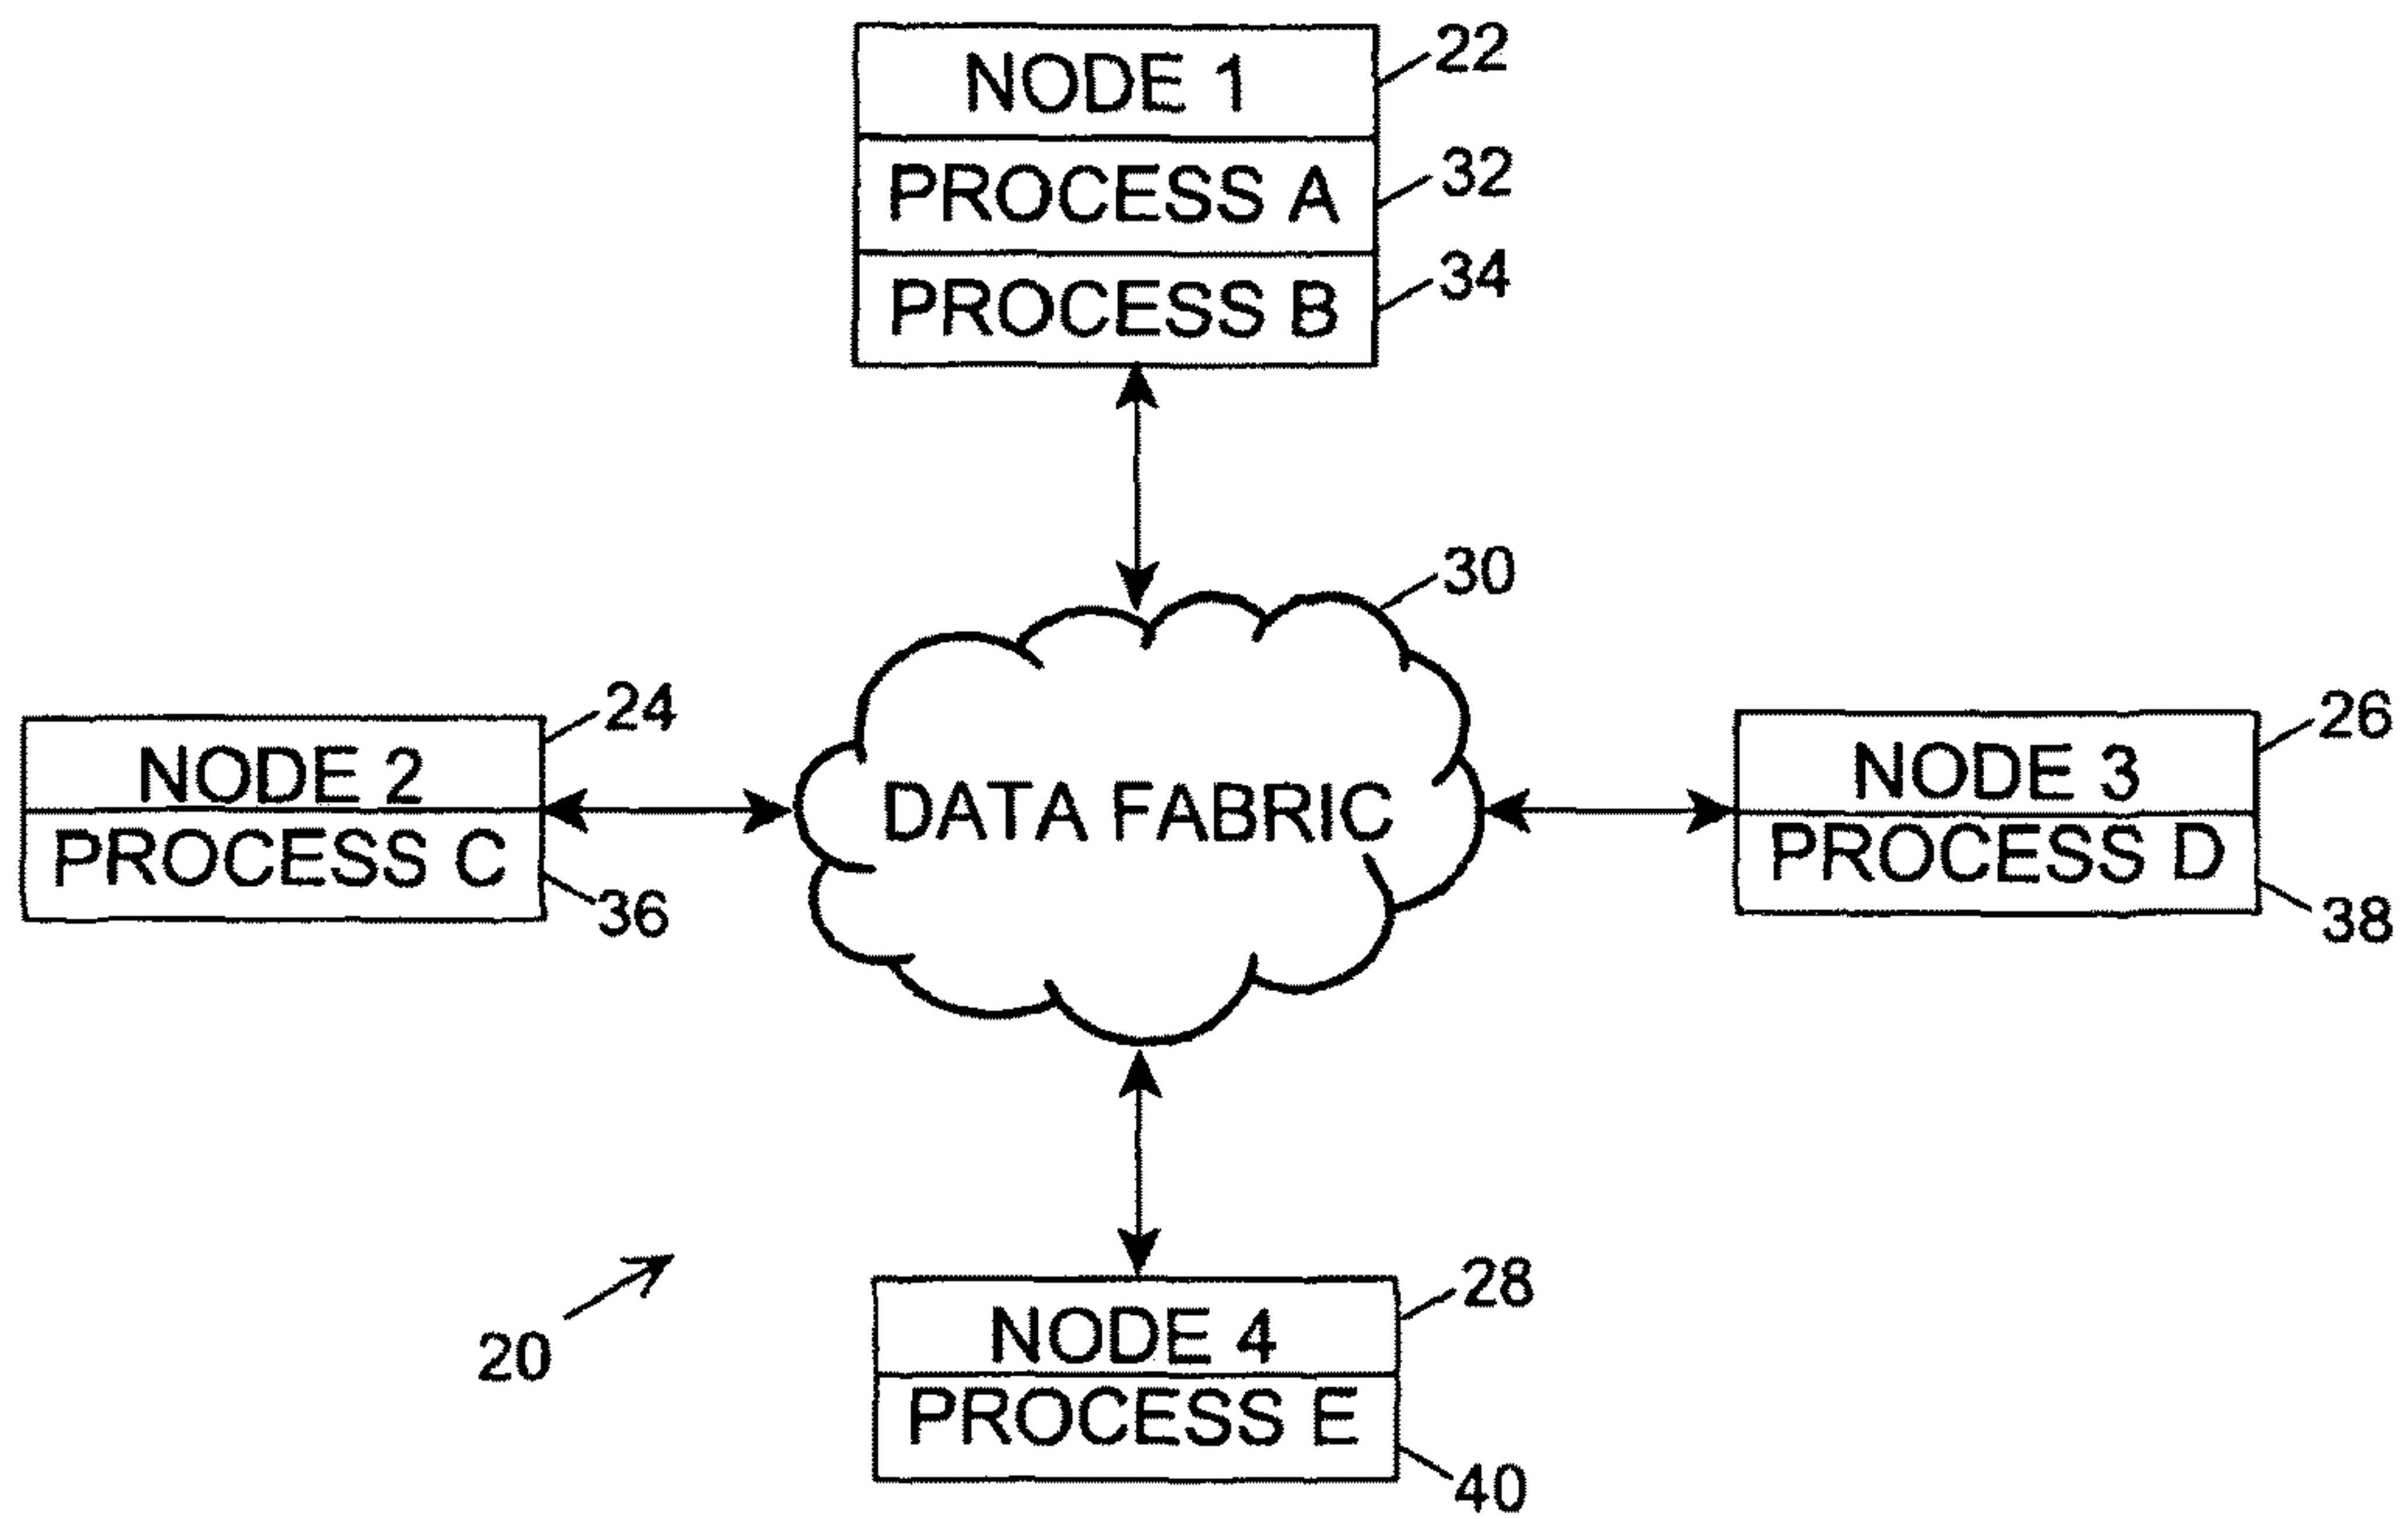 NODE 1
22
PROCESS A
32
PROCESS B
34
30
DATA FABRIC
NODE 2
24
PROCESS C
36
NODE 3
26
PROCESS D
38
20
NODE 4
28
PROCESS E
40